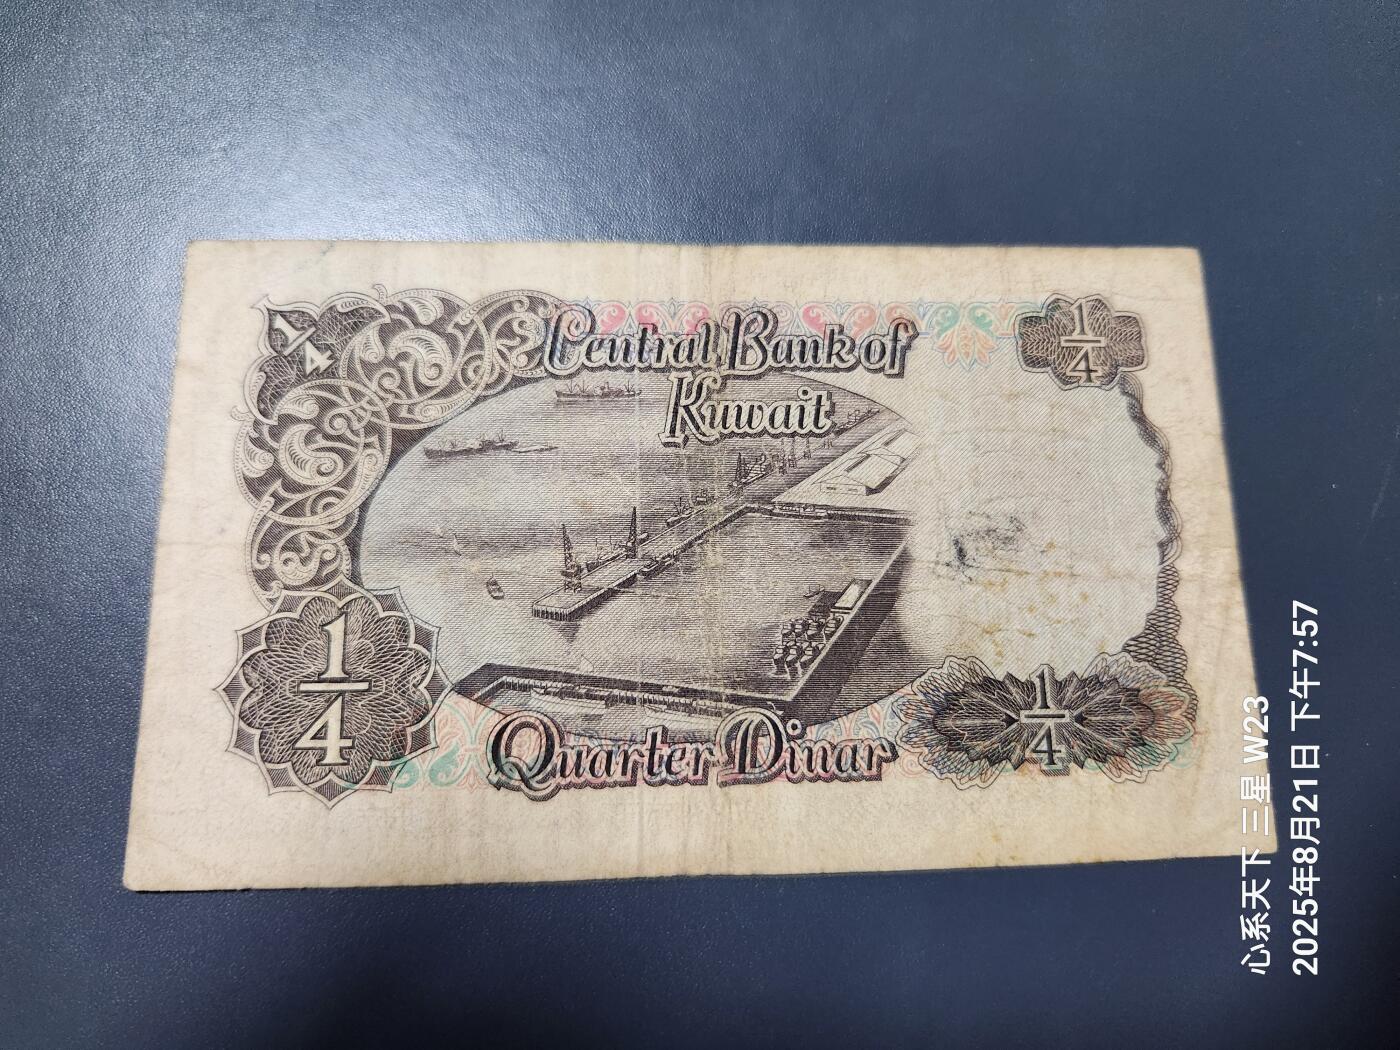 1/4
Central Bank of
Kuwait
1/4
1/4
Quarter Dinar
1/4
心系天下 三星 W23
2025年8月21日 下午7:57